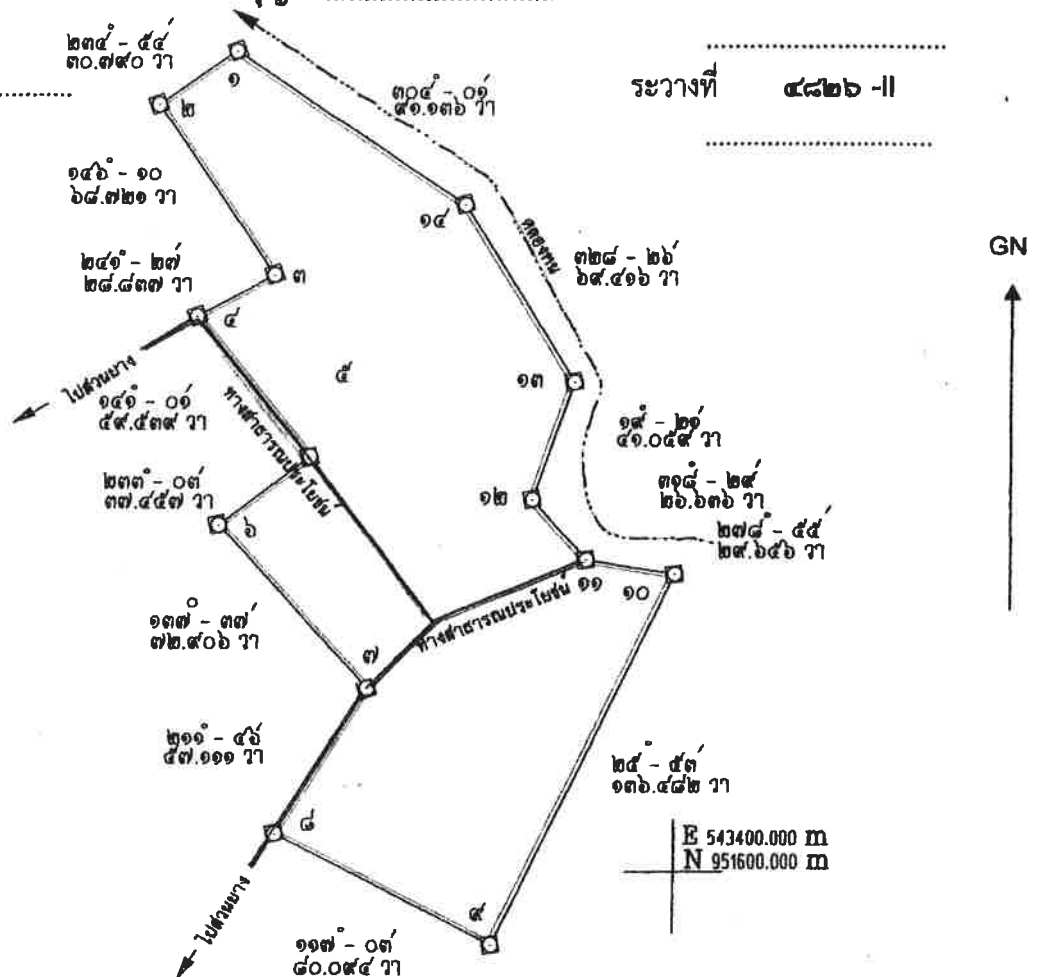 ๒๓๔° - ๕๔'
๓๐.๗๙๐ วา
๑
๒
๓๐๔° - ๐๑'
๙๑.๑๓๖ วา
ระวางที่ ๔๘๒๖ -II
๑๔๖° - ๑๐
๖๘.๗๒๑ วา
๑๔
คลองพน
๓๒๘ - ๒๖'
๖๙.๔๑๖ วา
GN
๒๔๑° - ๒๗'
๒๘.๘๓๗ วา
๓
๔
๕
๑๓
ไปสวนบาง
๑๔๑° - ๐๑'
๕๙.๕๓๙ วา
ทางสาธารณประโยชน์
๑๙° - ๒๑'
๔๑.๐๕๙ วา
๒๓๓° - ๐๓'
๓๗.๔๕๗ วา
๖
๑๒
๓๑๘° - ๒๙'
๒๖.๖๓๖ วา
๒๗๘° - ๕๕'
๒๙.๖๕๖ วา
๑๑
๑๐
ทางสาธารณประโยชน์
๑๓๗° - ๓๗'
๗๒.๙๐๖ วา
๗
๒๑๑° - ๔๖'
๕๗.๑๑๑ วา
๒๕° - ๕๓'
๑๓๖.๔๘๒ วา
๘
E 543400.000 m
N 951600.000 m
ไปสวนบาง
๙
๑๑๗° - ๐๓'
๘๐.๐๙๔ วา